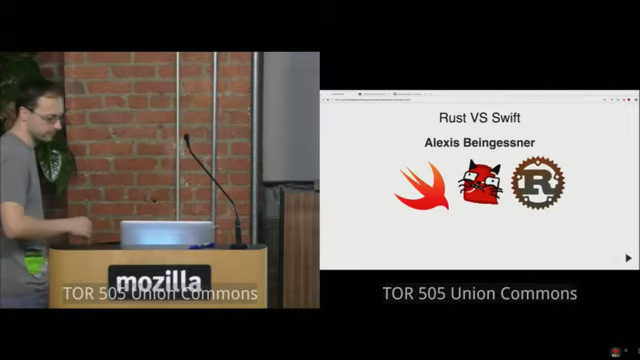 mozilla
TOR 505 Union Commons
Rust VS Swift
Alexis Beingessner
R
TOR 505 Union Commons